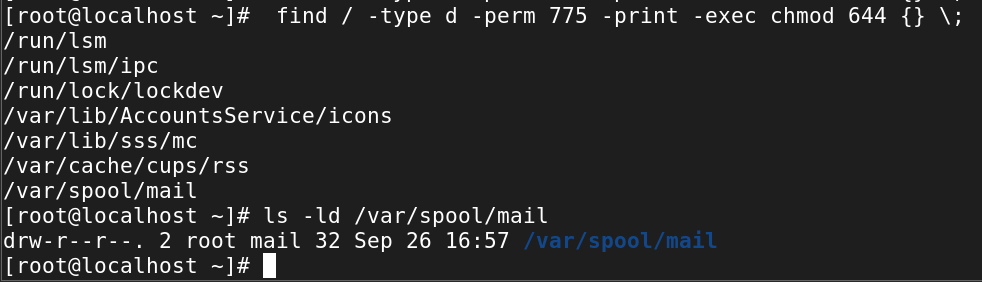 [root@localhost ~]#  find / -type d -perm 775 -print -exec chmod 644 {} \;
/run/lsm
/run/lsm/ipc
/run/lock/lockdev
/var/lib/AccountsService/icons
/var/lib/sss/mc
/var/cache/cups/rss
/var/spool/mail
[root@localhost ~]# ls -ld /var/spool/mail
drw-r--r--. 2 root mail 32 Sep 26 16:57 /var/spool/mail
[root@localhost ~]#